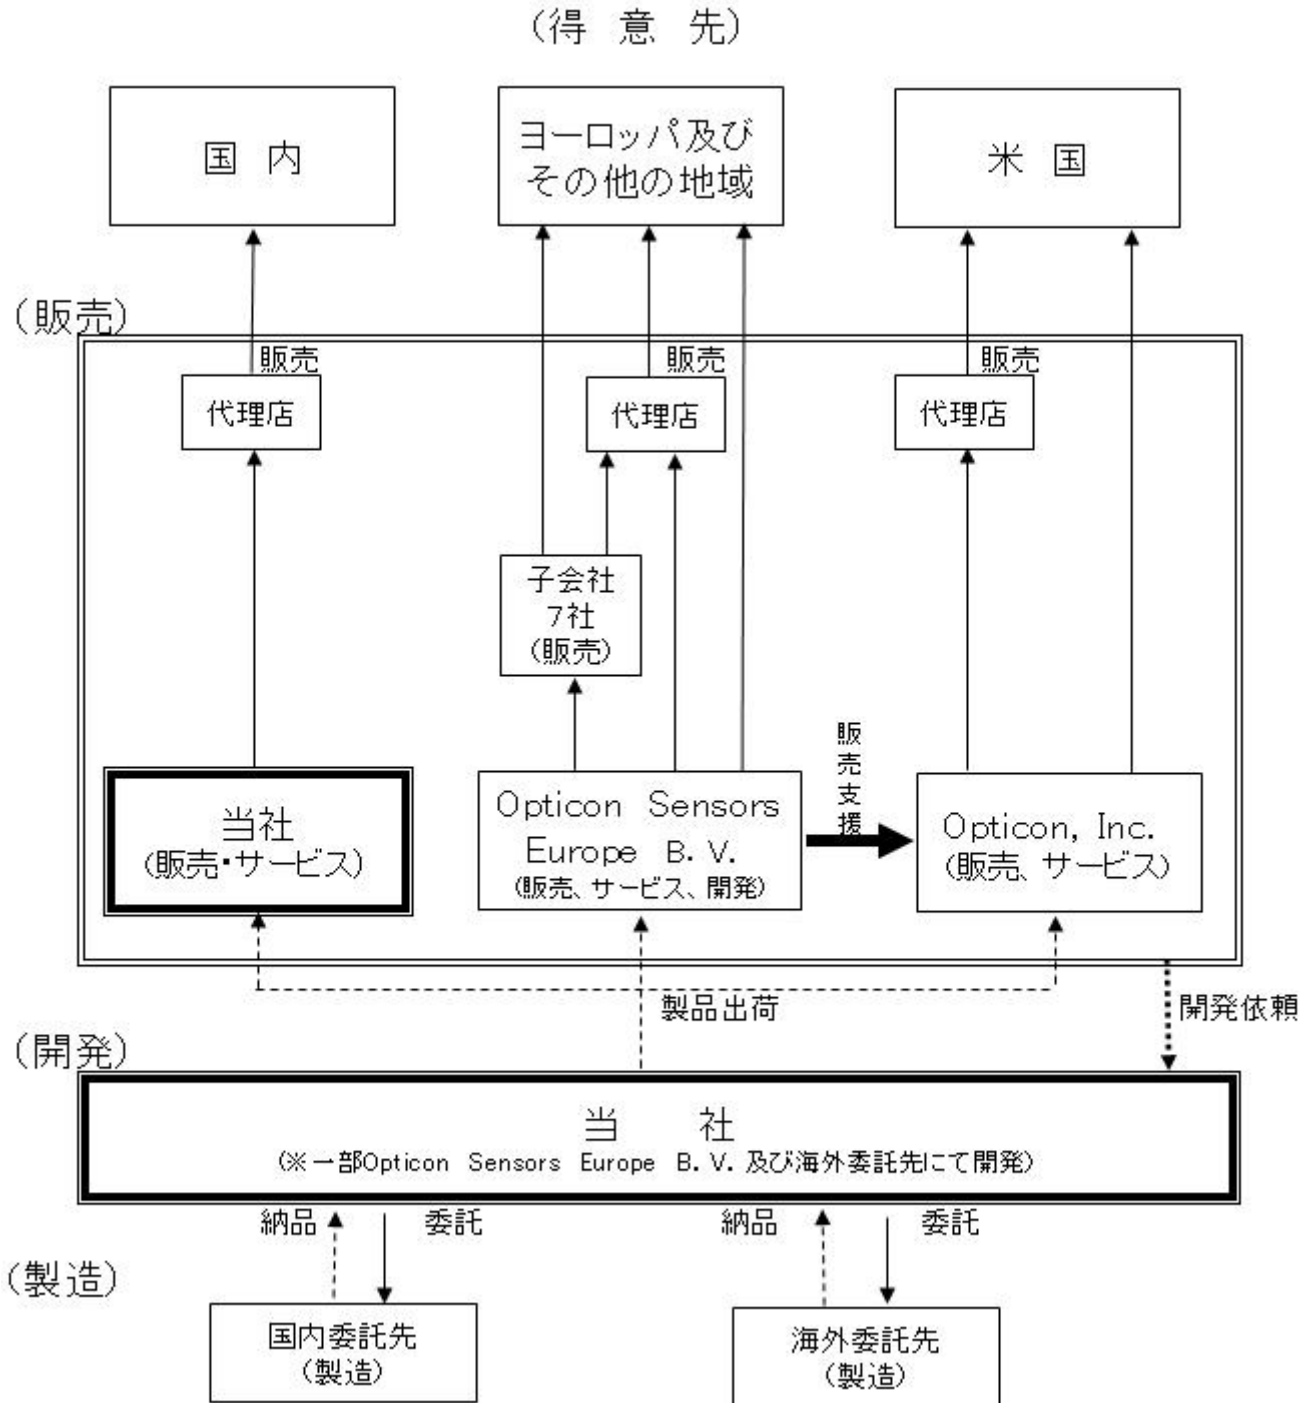 （得 意 先）
国 内
ヨーロッパ及び
その他の地域
米 国
（販売）
販売
販売
販売
代理店
代理店
代理店
子会社
7社
（販売）
販売支援
当社
（販売・サービス）
Opticon Sensors
Europe B. V.
（販売、サービス、開発）
Opticon, Inc.
（販売、サービス）
製品出荷
開発依頼
（開発）
当 社
（※一部Opticon Sensors Europe B. V. 及び海外委託先にて開発）
納品
委託
納品
委託
（製造）
国内委託先
（製造）
海外委託先
（製造）